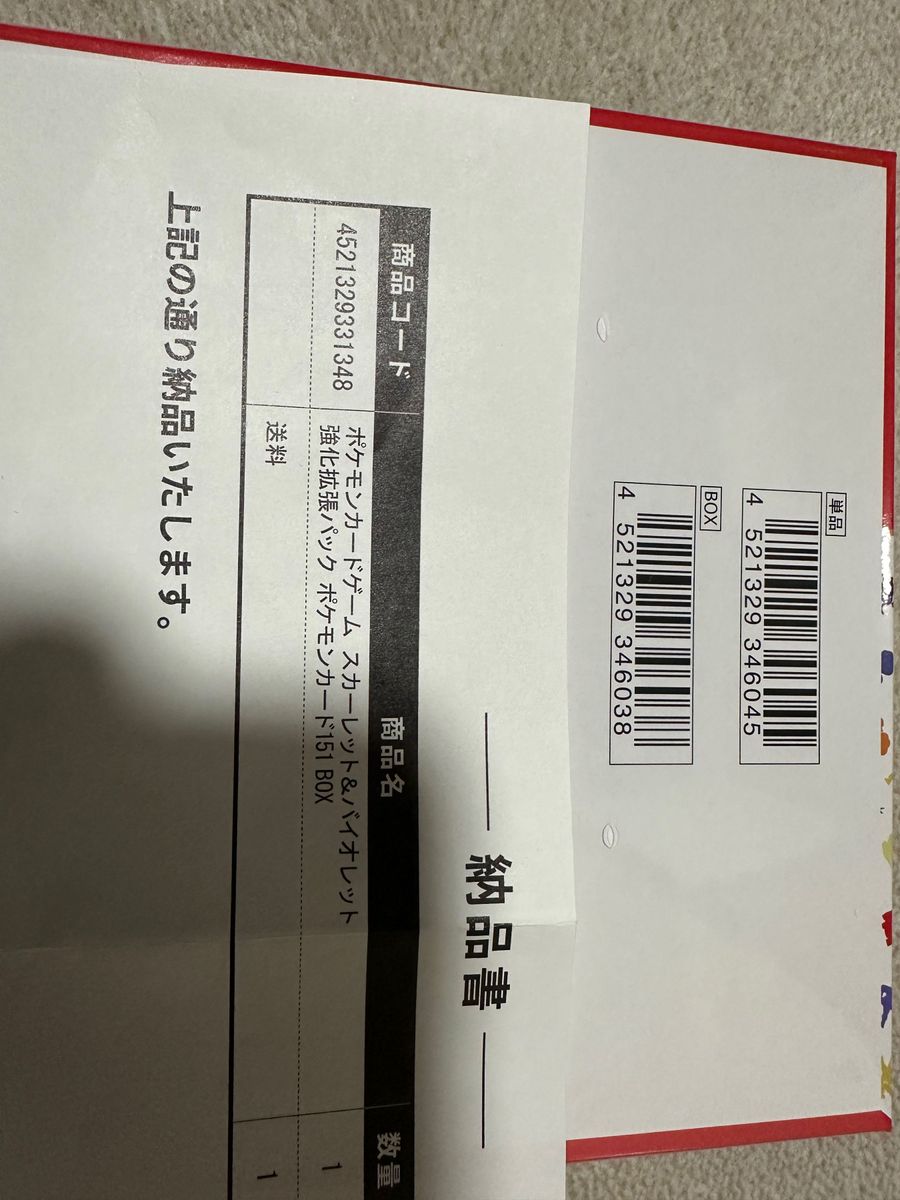 単品
4 521329 346045
BOX
4 521329 346038
納品書
商品コード 商品名 数量
4521329331348 ポケモンカードゲーム スカーレット&バイオレット
強化拡張パック ポケモンカード151 BOX 1
送料 1
上記の通り納品いたします。